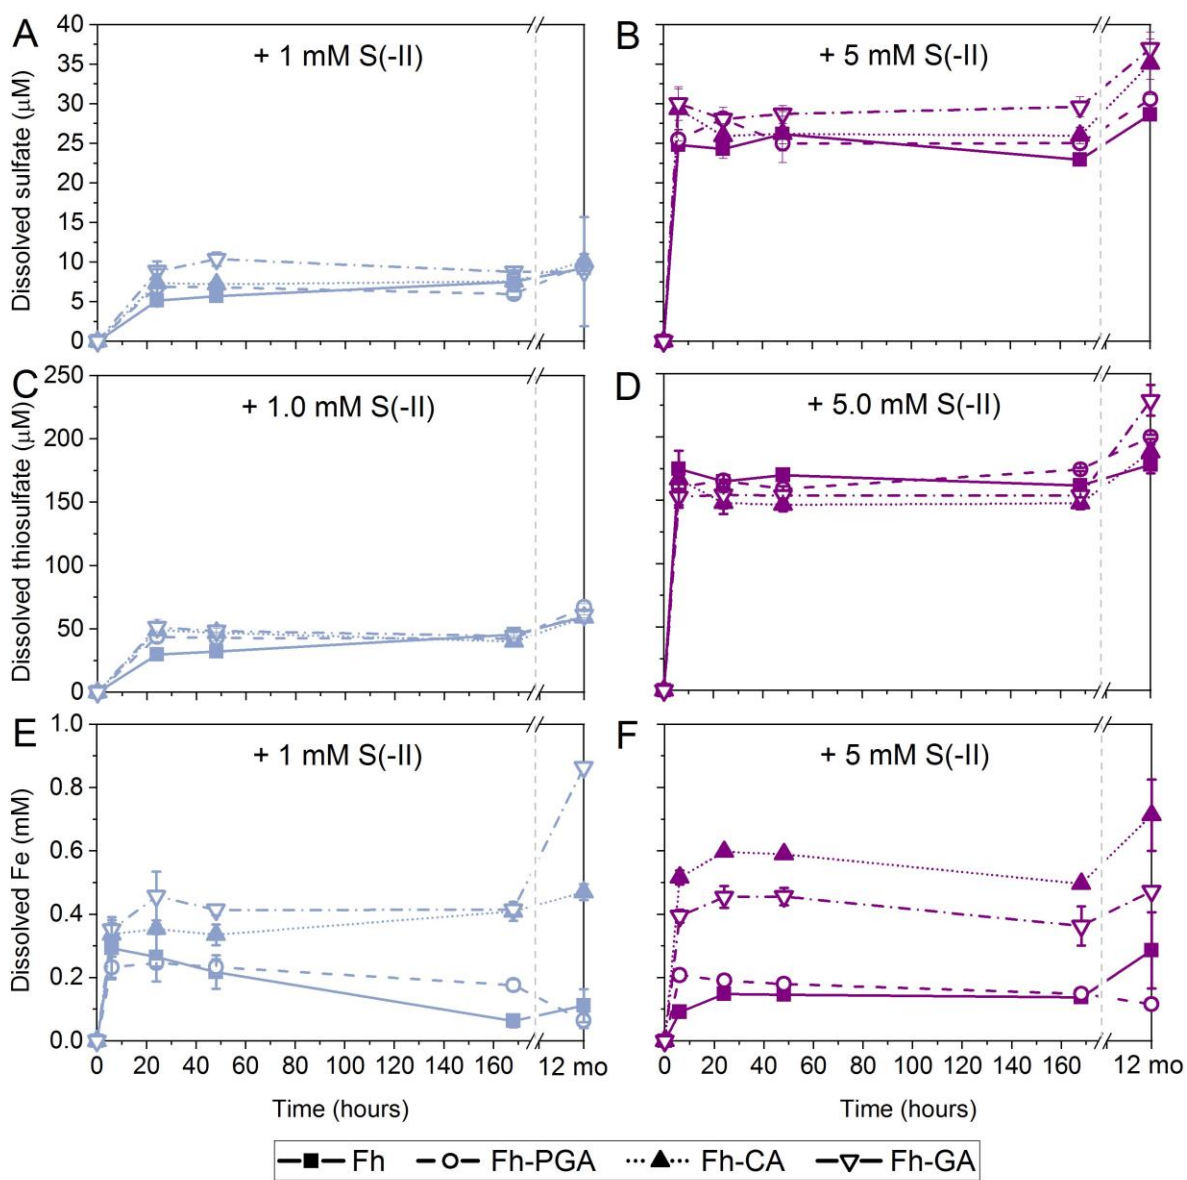 A
+ 1 mM S(-II)
Dissolved sulfate (μM)
40
35
30
25
20
15
10
5
0
B
+ 5 mM S(-II)
C
+ 1.0 mM S(-II)
Dissolved thiosulfate (μM)
250
200
150
100
50
0
D
+ 5.0 mM S(-II)
E
+ 1 mM S(-II)
Dissolved Fe (mM)
1.0
0.8
0.6
0.4
0.2
0.0
0 20 40 60 80 100 120 140 160 12 mo
Time (hours)
F
+ 5 mM S(-II)
0 20 40 60 80 100 120 140 160 12 mo
Time (hours)
Fh Fh-PGA Fh-CA Fh-GA